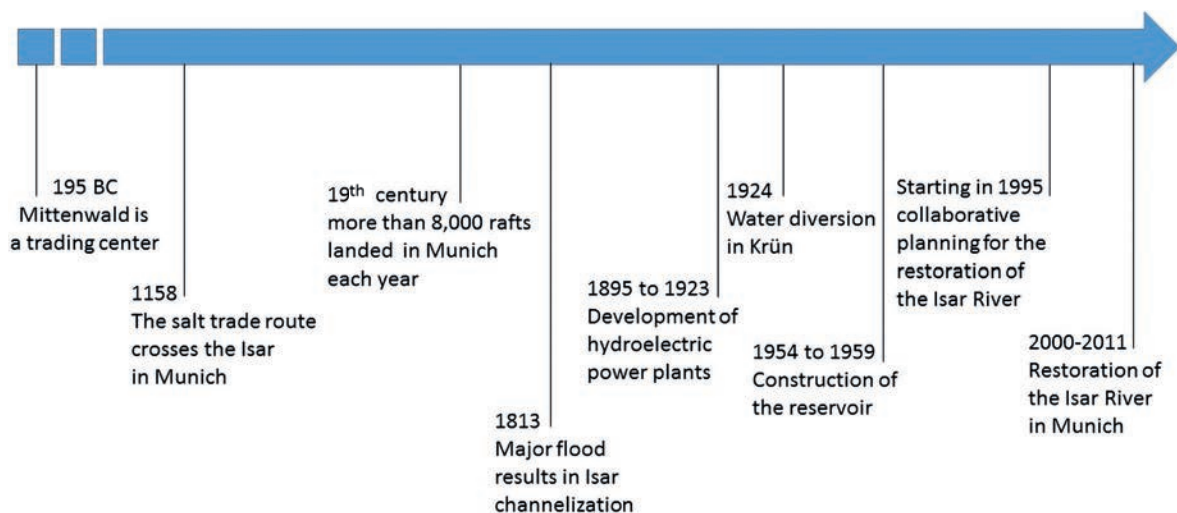 195 BC
Mittenwald is
a trading center
1158
The salt trade route
crosses the Isar
in Munich
19th century
more than 8,000 rafts
landed in Munich
each year
1813
Major flood
results in Isar
channelization
1895 to 1923
Development of
hydroelectric
power plants
1924
Water diversion
in Krün
1954 to 1959
Construction of
the reservoir
Starting in 1995
collaborative
planning for the
restoration of
the Isar River
2000-2011
Restoration of
the Isar River
in Munich